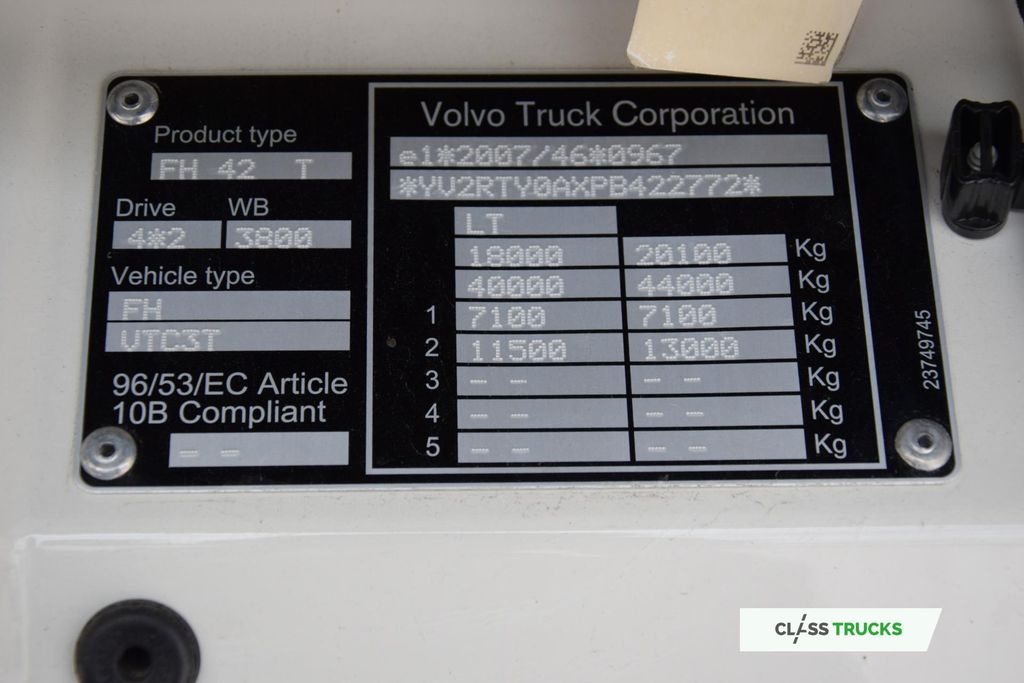 Product type
FH 42 T
Drive WB
4*2 3800
Vehicle type
FH
VTC3T
96/53/EC Article
10B Compliant
-- --
Volvo Truck Corporation
e1*2007/46*0967
*YV2RTY0AXPB422772*
LT
18000 20100 Kg
40000 44000 Kg
1 7100 7100 Kg
2 11500 13000 Kg
3 -- -- -- -- Kg
4 -- -- -- -- Kg
5 -- -- -- -- Kg
23749745
CLASS TRUCKS